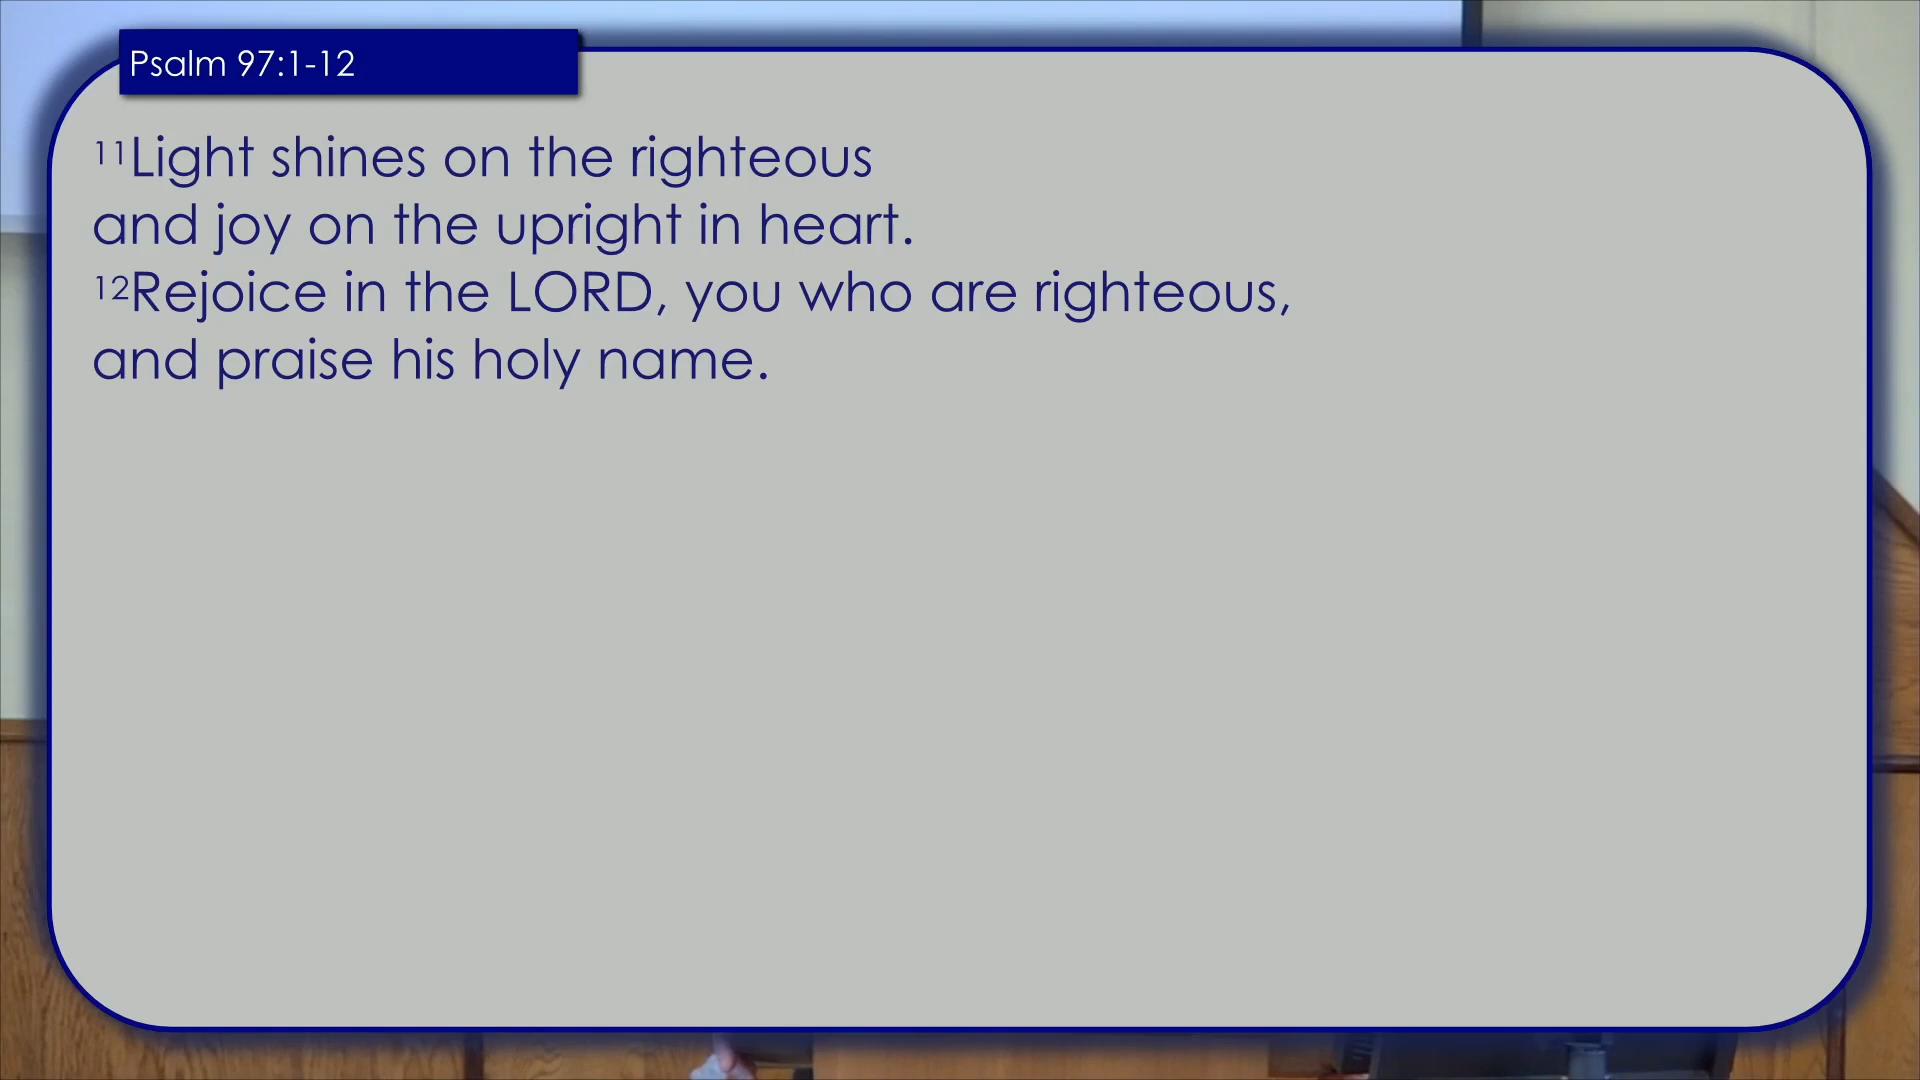 Psalm 97:1-12
¹¹Light shines on the righteous
and joy on the upright in heart.
¹²Rejoice in the LORD, you who are righteous,
and praise his holy name.